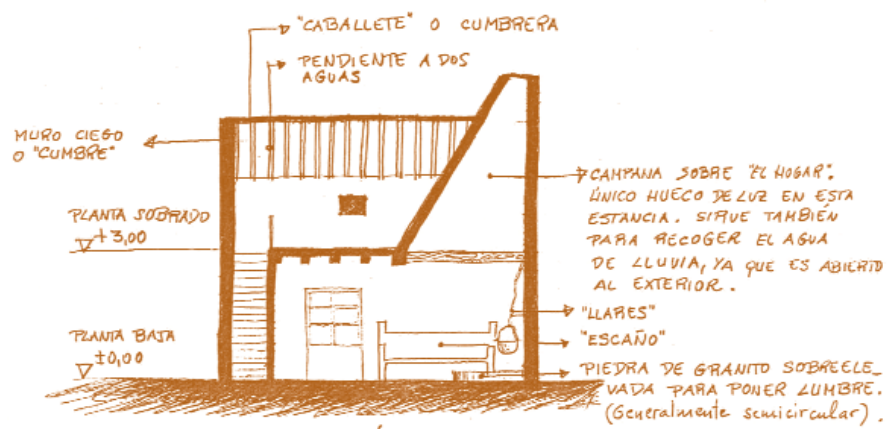 "CABALLETE" O CUMBRERA
PENDIENTE A DOS
AGUAS
MURO CIEGO
O "CUMBRE"
CAMPANA SOBRE "EL HOGAR".
ÚNICO HUECO DE LUZ EN ESTA
ESTANCIA. SIRVE TAMBIÉN
PARA RECOGER EL AGUA
DE LLUVIA, YA QUE ES ABIERTO
AL EXTERIOR.
PLANTA SOBRADO
+3,00
"LLARES"
"ESCAÑO"
PLANTA BAJA
±0,00
PIEDRA DE GRANITO SOBREELE_
VADA PARA PONER LUMBRE.
(Generalmente semicircular).